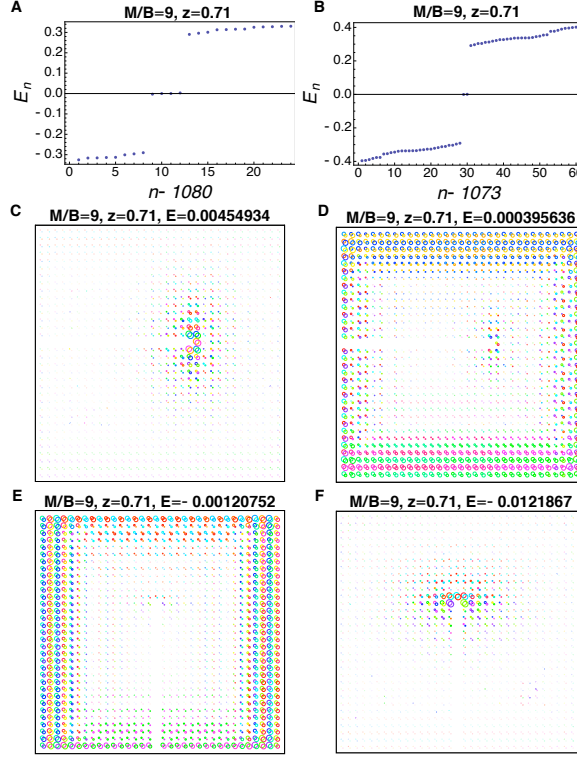 A
M/B=9, z=0.71
0.3
0.2
0.1
0.0
- 0.1
- 0.2
- 0.3
E_n
0
5
10
15
20
n- 1080
B
M/B=9, z=0.71
0.4
0.2
0.0
- 0.2
- 0.4
E_n
0
10
20
30
40
50
60
n- 1073
C
M/B=9, z=0.71, E=0.00454934
D
M/B=9, z=0.71, E=0.000395636
E
M/B=9, z=0.71, E=- 0.00120752
F
M/B=9, z=0.71, E=- 0.0121867